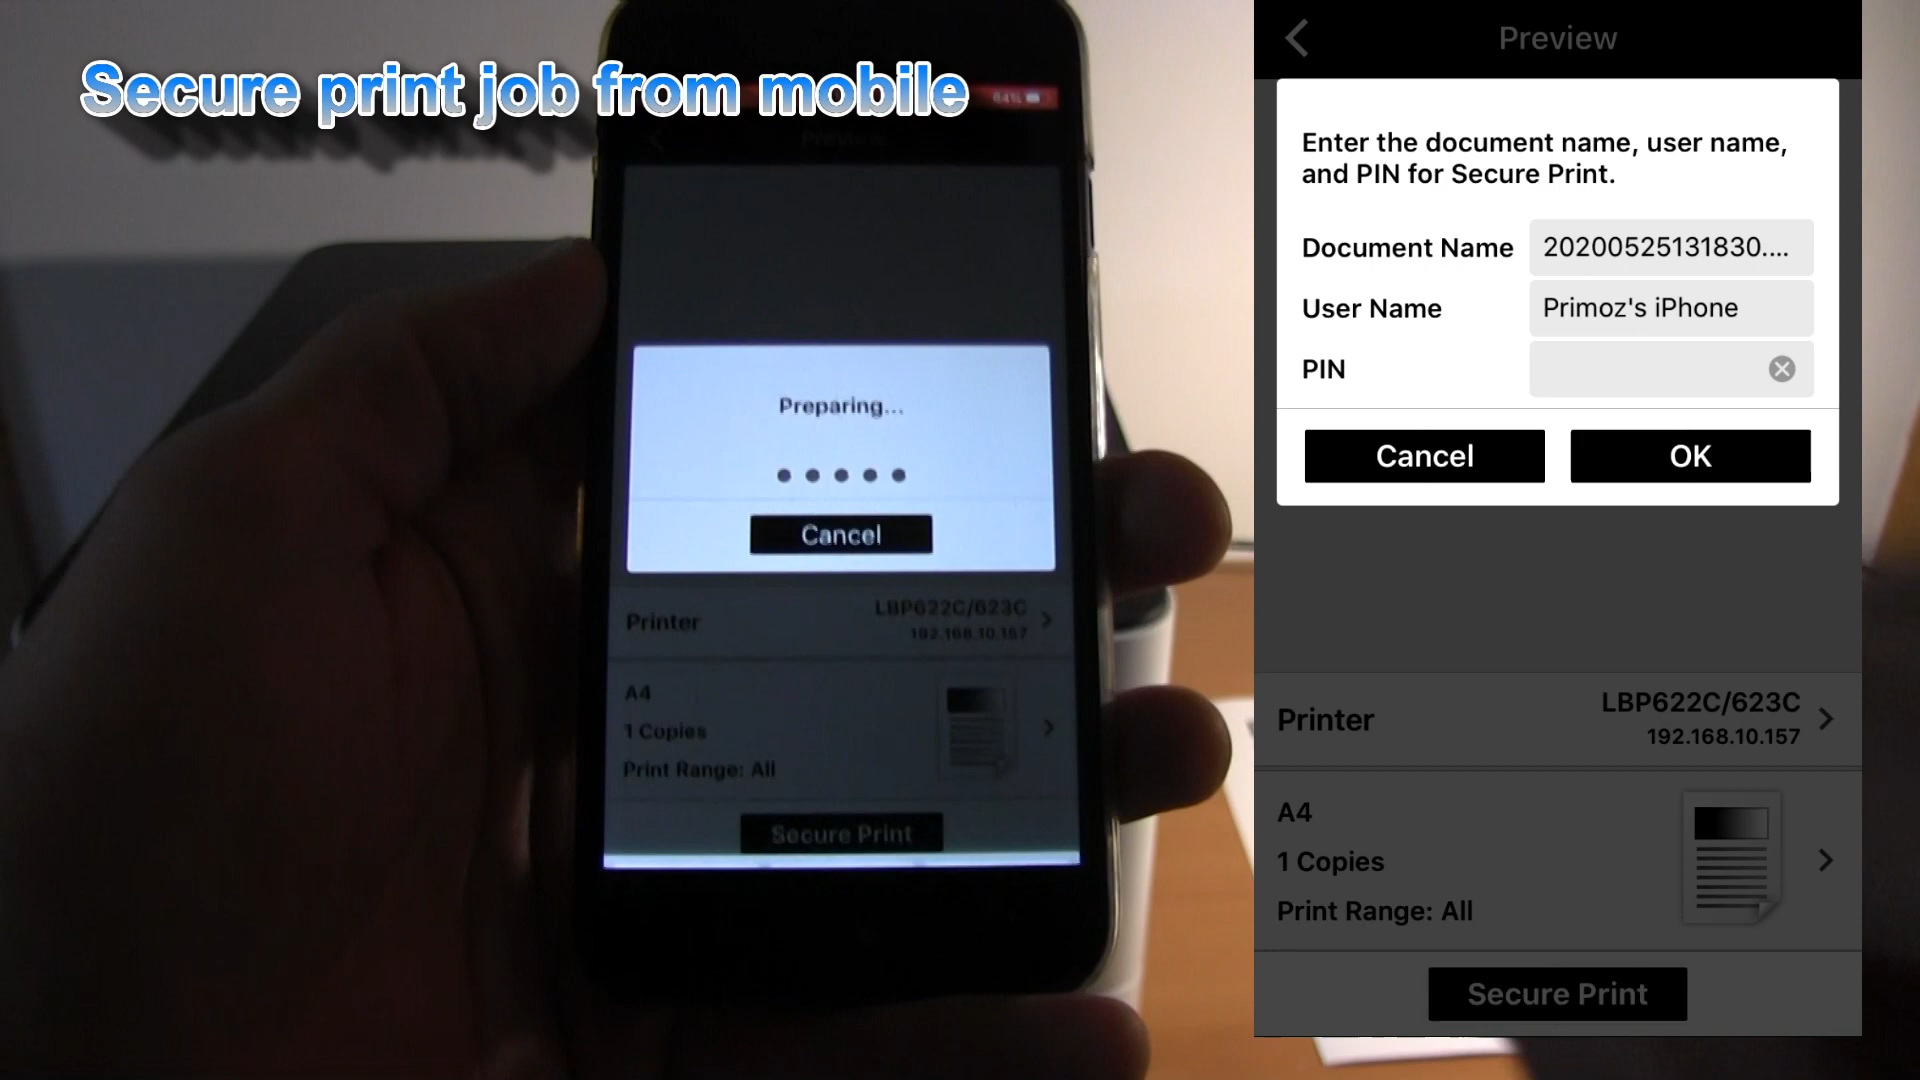 Secure print job from mobile
64%
Preview
Preparing...
Cancel
Printer
LBP622C/623C
192.168.10.157
A4
1 Copies
Print Range: All
Secure Print
Preview
Enter the document name, user name,
and PIN for Secure Print.
Document Name
20200525131830....
User Name
Primoz's iPhone
PIN
Cancel
OK
Printer
LBP622C/623C
192.168.10.157
A4
1 Copies
Print Range: All
Secure Print